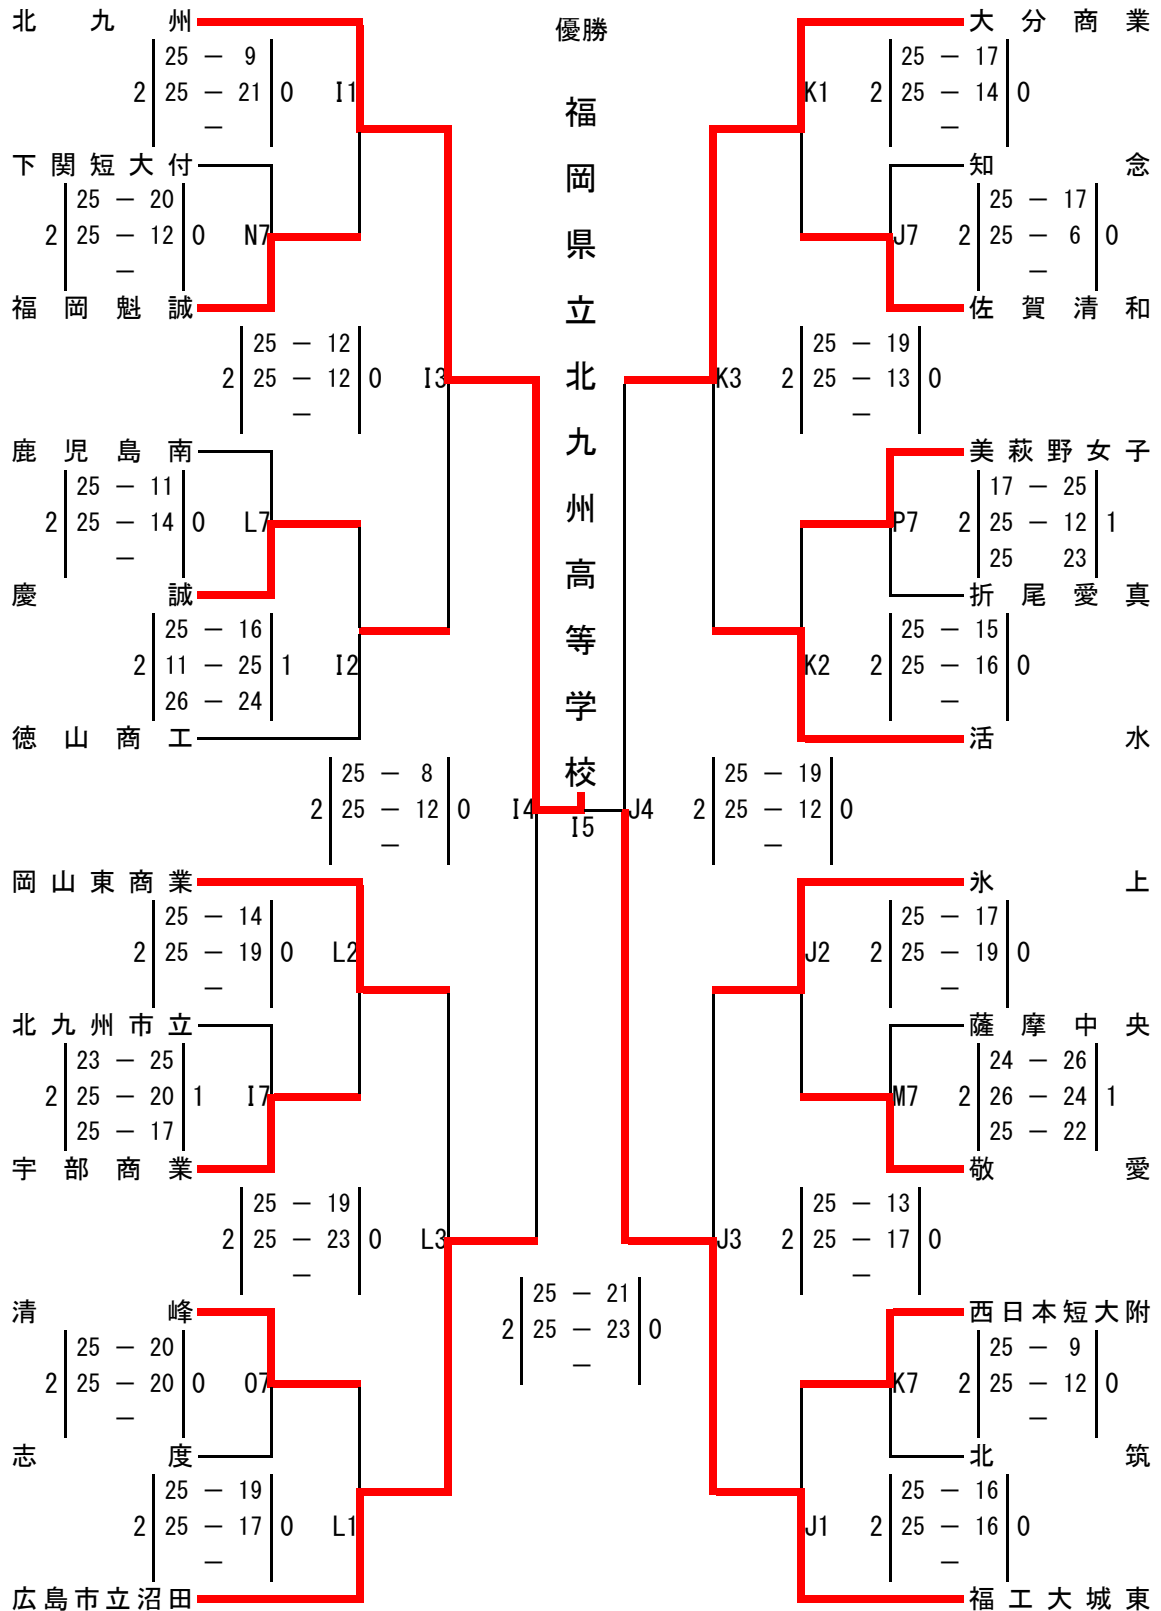 優勝
福岡県立北九州高等学校
北九州
25 － 9
2 25 － 21 0 I1
－
下関短大付
25 － 20
2 25 － 12 0 N7
－
福岡魁誠
25 － 12
2 25 － 12 0 I3
－
鹿児島南
25 － 11
2 25 － 14 0 L7
－
慶誠
25 － 16
2 11 － 25 1 I2
26 － 24
徳山商工
25 － 8
2 25 － 12 0 I4
－
岡山東商業
25 － 14
2 25 － 19 0 L2
－
北九州市立
23 － 25
2 25 － 20 1 I7
25 － 17
宇部商業
25 － 19
2 25 － 23 0 L3
－
清峰
25 － 20
2 25 － 20 0 O7
－
志度
25 － 19
2 25 － 17 0 L1
－
広島市立沼田
I5
25 － 21
2 25 － 23 0
－
大分商業
25 － 17
K1 2 25 － 14 0
－
知念
25 － 17
J7 2 25 － 6 0
－
佐賀清和
25 － 19
K3 2 25 － 13 0
－
美萩野女子
17 － 25
P7 2 25 － 12 1
25 23
折尾愛真
25 － 15
K2 2 25 － 16 0
－
活水
25 － 19
J4 2 25 － 12 0
－
氷上
25 － 17
J2 2 25 － 19 0
－
薩摩中央
24 － 26
M7 2 26 － 24 1
25 － 22
敬愛
25 － 13
J3 2 25 － 17 0
－
西日本短大附
25 － 9
K7 2 25 － 12 0
－
北筑
25 － 16
J1 2 25 － 16 0
－
福工大城東